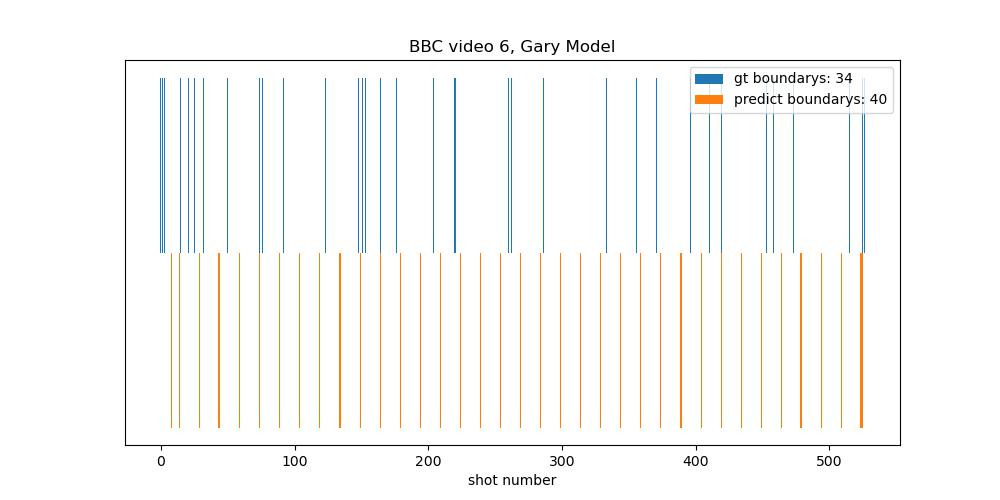 BBC video 6, Gary Model
gt boundarys: 34
predict boundarys: 40
0 100 200 300 400 500
shot number